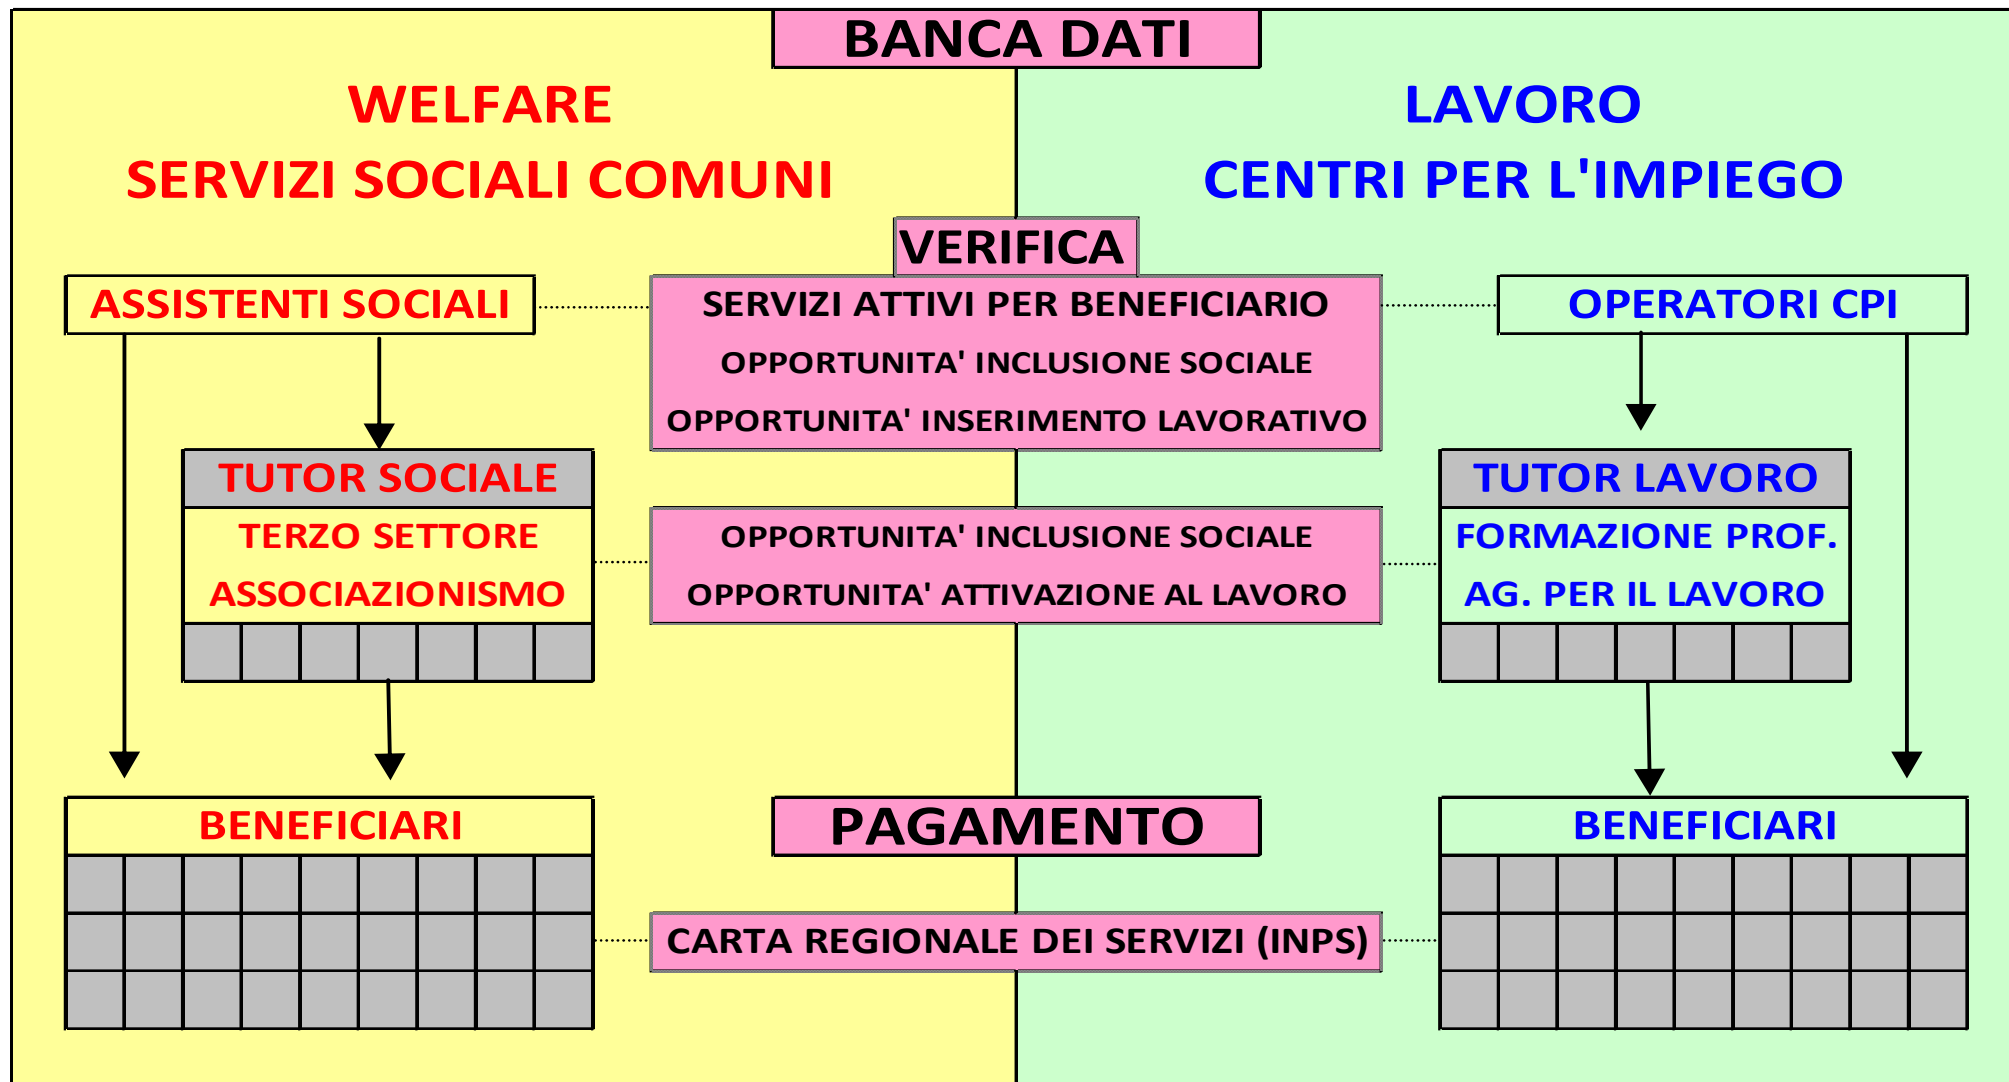 BANCA DATI
WELFARE
SERVIZI SOCIALI COMUNI
LAVORO
CENTRI PER L'IMPIEGO
VERIFICA
ASSISTENTI SOCIALI
SERVIZI ATTIVI PER BENEFICIARIO
OPPORTUNITA' INCLUSIONE SOCIALE
OPPORTUNITA' INSERIMENTO LAVORATIVO
OPERATORI CPI
TUTOR SOCIALE
TERZO SETTORE
ASSOCIAZIONISMO
OPPORTUNITA' INCLUSIONE SOCIALE
OPPORTUNITA' ATTIVAZIONE AL LAVORO
TUTOR LAVORO
FORMAZIONE PROF.
AG. PER IL LAVORO
BENEFICIARI
PAGAMENTO
BENEFICIARI
CARTA REGIONALE DEI SERVIZI (INPS)